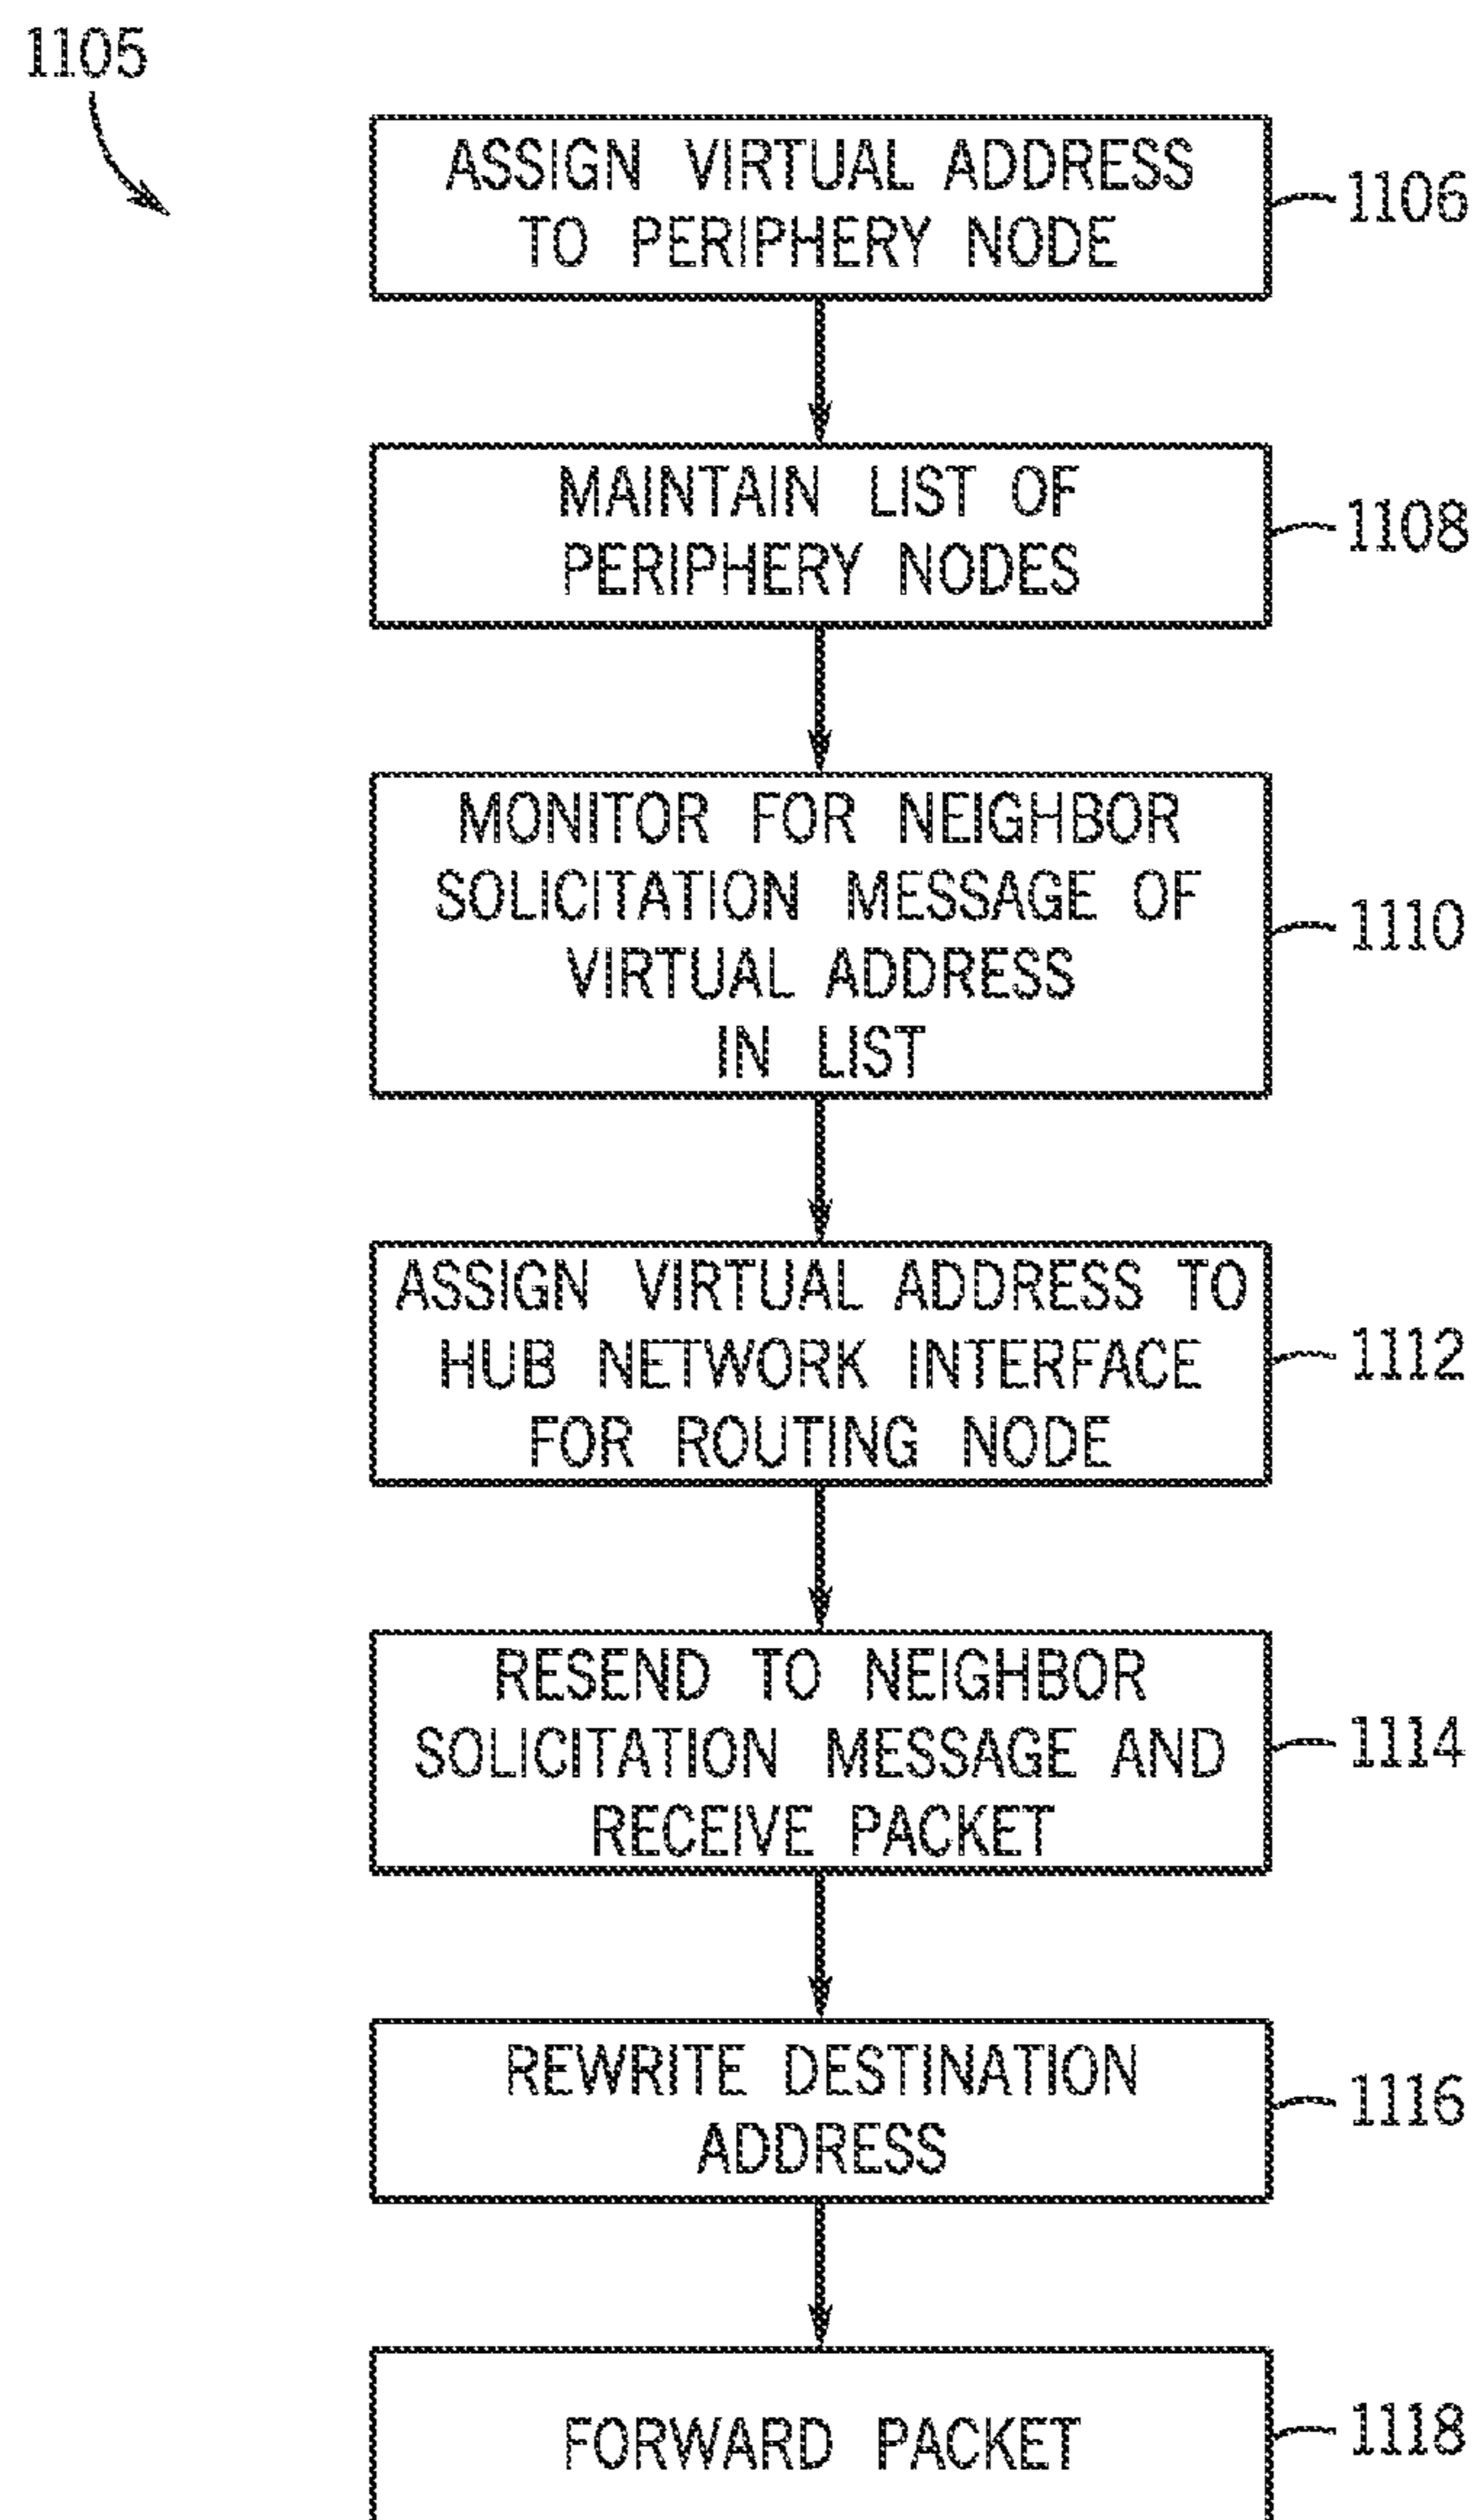 1105
ASSIGN VIRTUAL ADDRESS
TO PERIPHERY NODE
1106
MAINTAIN LIST OF
PERIPHERY NODES
1108
MONITOR FOR NEIGHBOR
SOLICITATION MESSAGE OF
VIRTUAL ADDRESS
IN LIST
1110
ASSIGN VIRTUAL ADDRESS TO
HUB NETWORK INTERFACE
FOR ROUTING NODE
1112
RESEND TO NEIGHBOR
SOLICITATION MESSAGE AND
RECEIVE PACKET
1114
REWRITE DESTINATION
ADDRESS
1116
FORWARD PACKET
1118